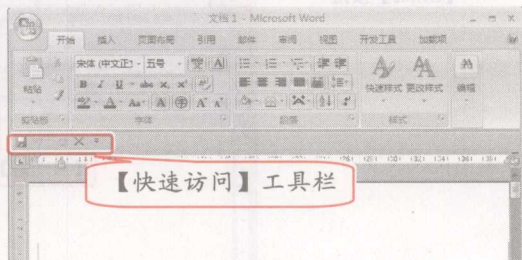 文档 1 - Microsoft Word
开始 插入 页面布局 引用 邮件 审阅 视图 开发工具 加载项
宋体 (中文正 五号
粘贴 B I U abc x, x' 快速样式 更改样式 编辑
剪贴板 字体 段落 样式
【快速访问】工具栏